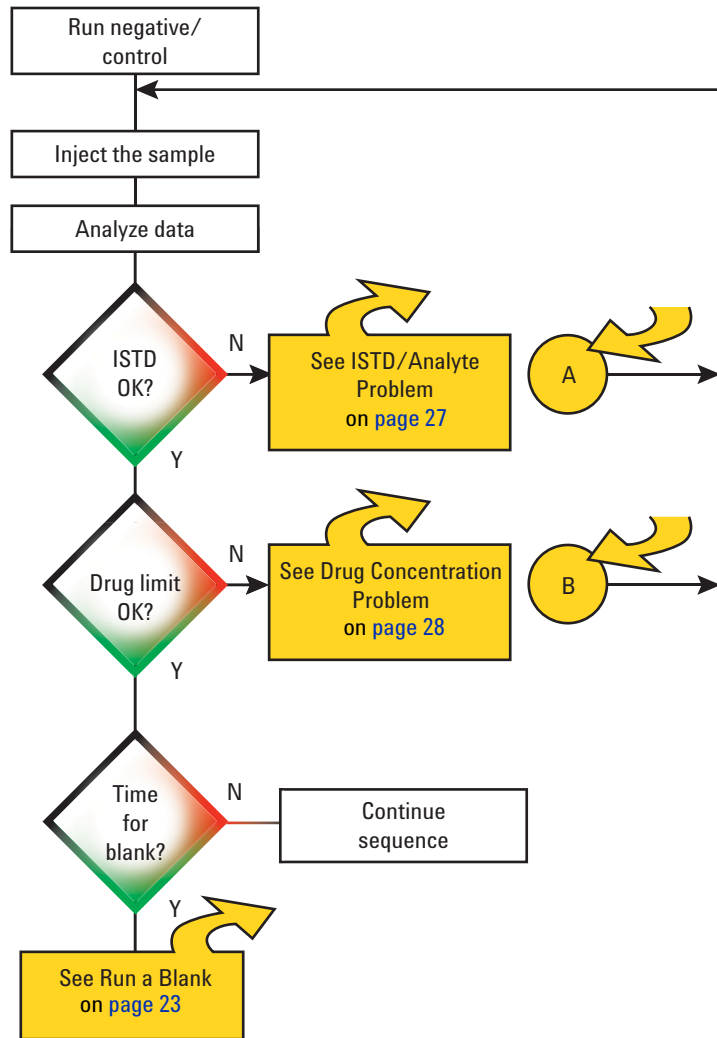 Run negative/
control
Inject the sample
Analyze data
ISTD
OK?
N
See ISTD/Analyte
Problem
on page 27
A
Y
Drug limit
OK?
N
See Drug Concentration
Problem
on page 28
B
Y
Time
for
blank?
N
Continue
sequence
Y
See Run a Blank
on page 23